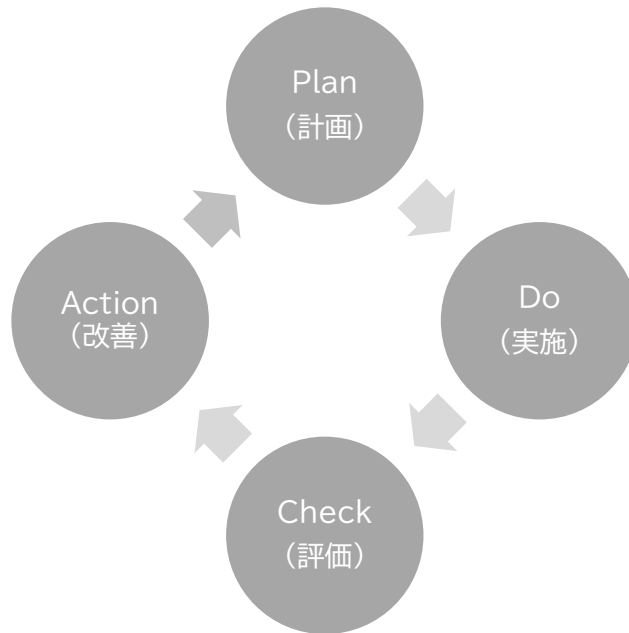 Plan
（計画）
Do
（実施）
Check
（評価）
Action
（改善）